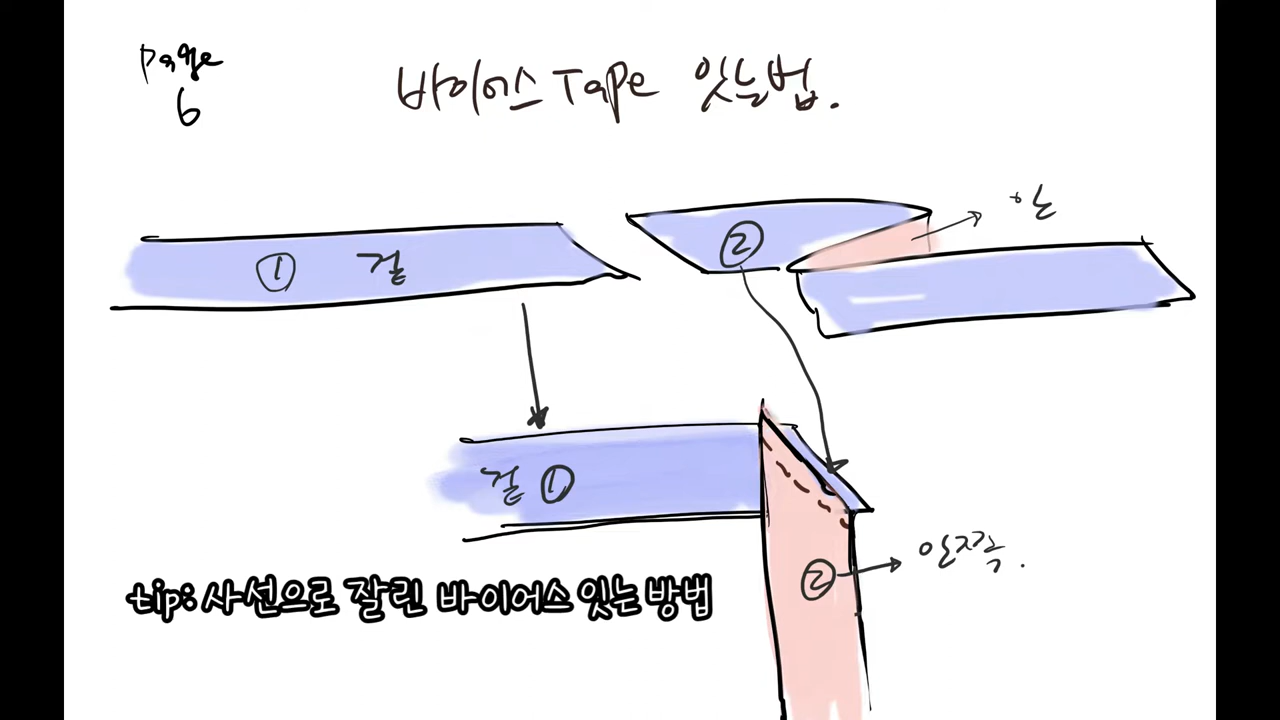 page
6
바이어스 Tape 잇는법.
① 겉
②
안
겉 ①
② 안쪽.
tip: 사선으로 잘린 바이어스 잇는 방법